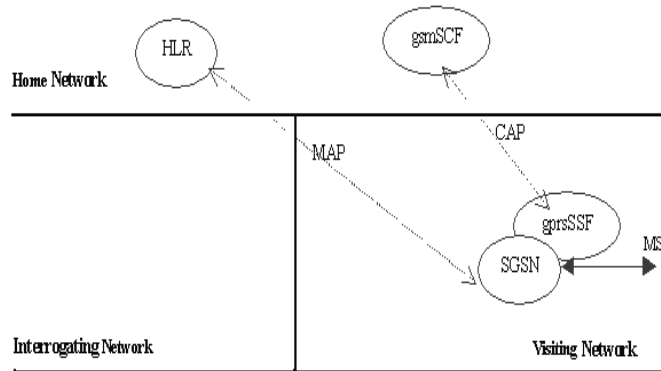 HLR
gsmSCF
Home Network
MAP
CAP
gprsSSF
MS
SGSN
Interrogating Network
Visiting Network